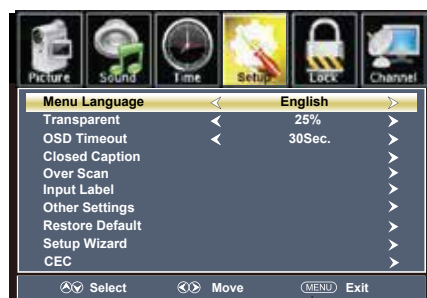 Picture Sound Time Setup Lock Channel
Menu Language English
Transparent 25%
OSD Timeout 30Sec.
Closed Caption
Over Scan
Input Label
Other Settings
Restore Default
Setup Wizard
CEC
Select Move MENU Exit